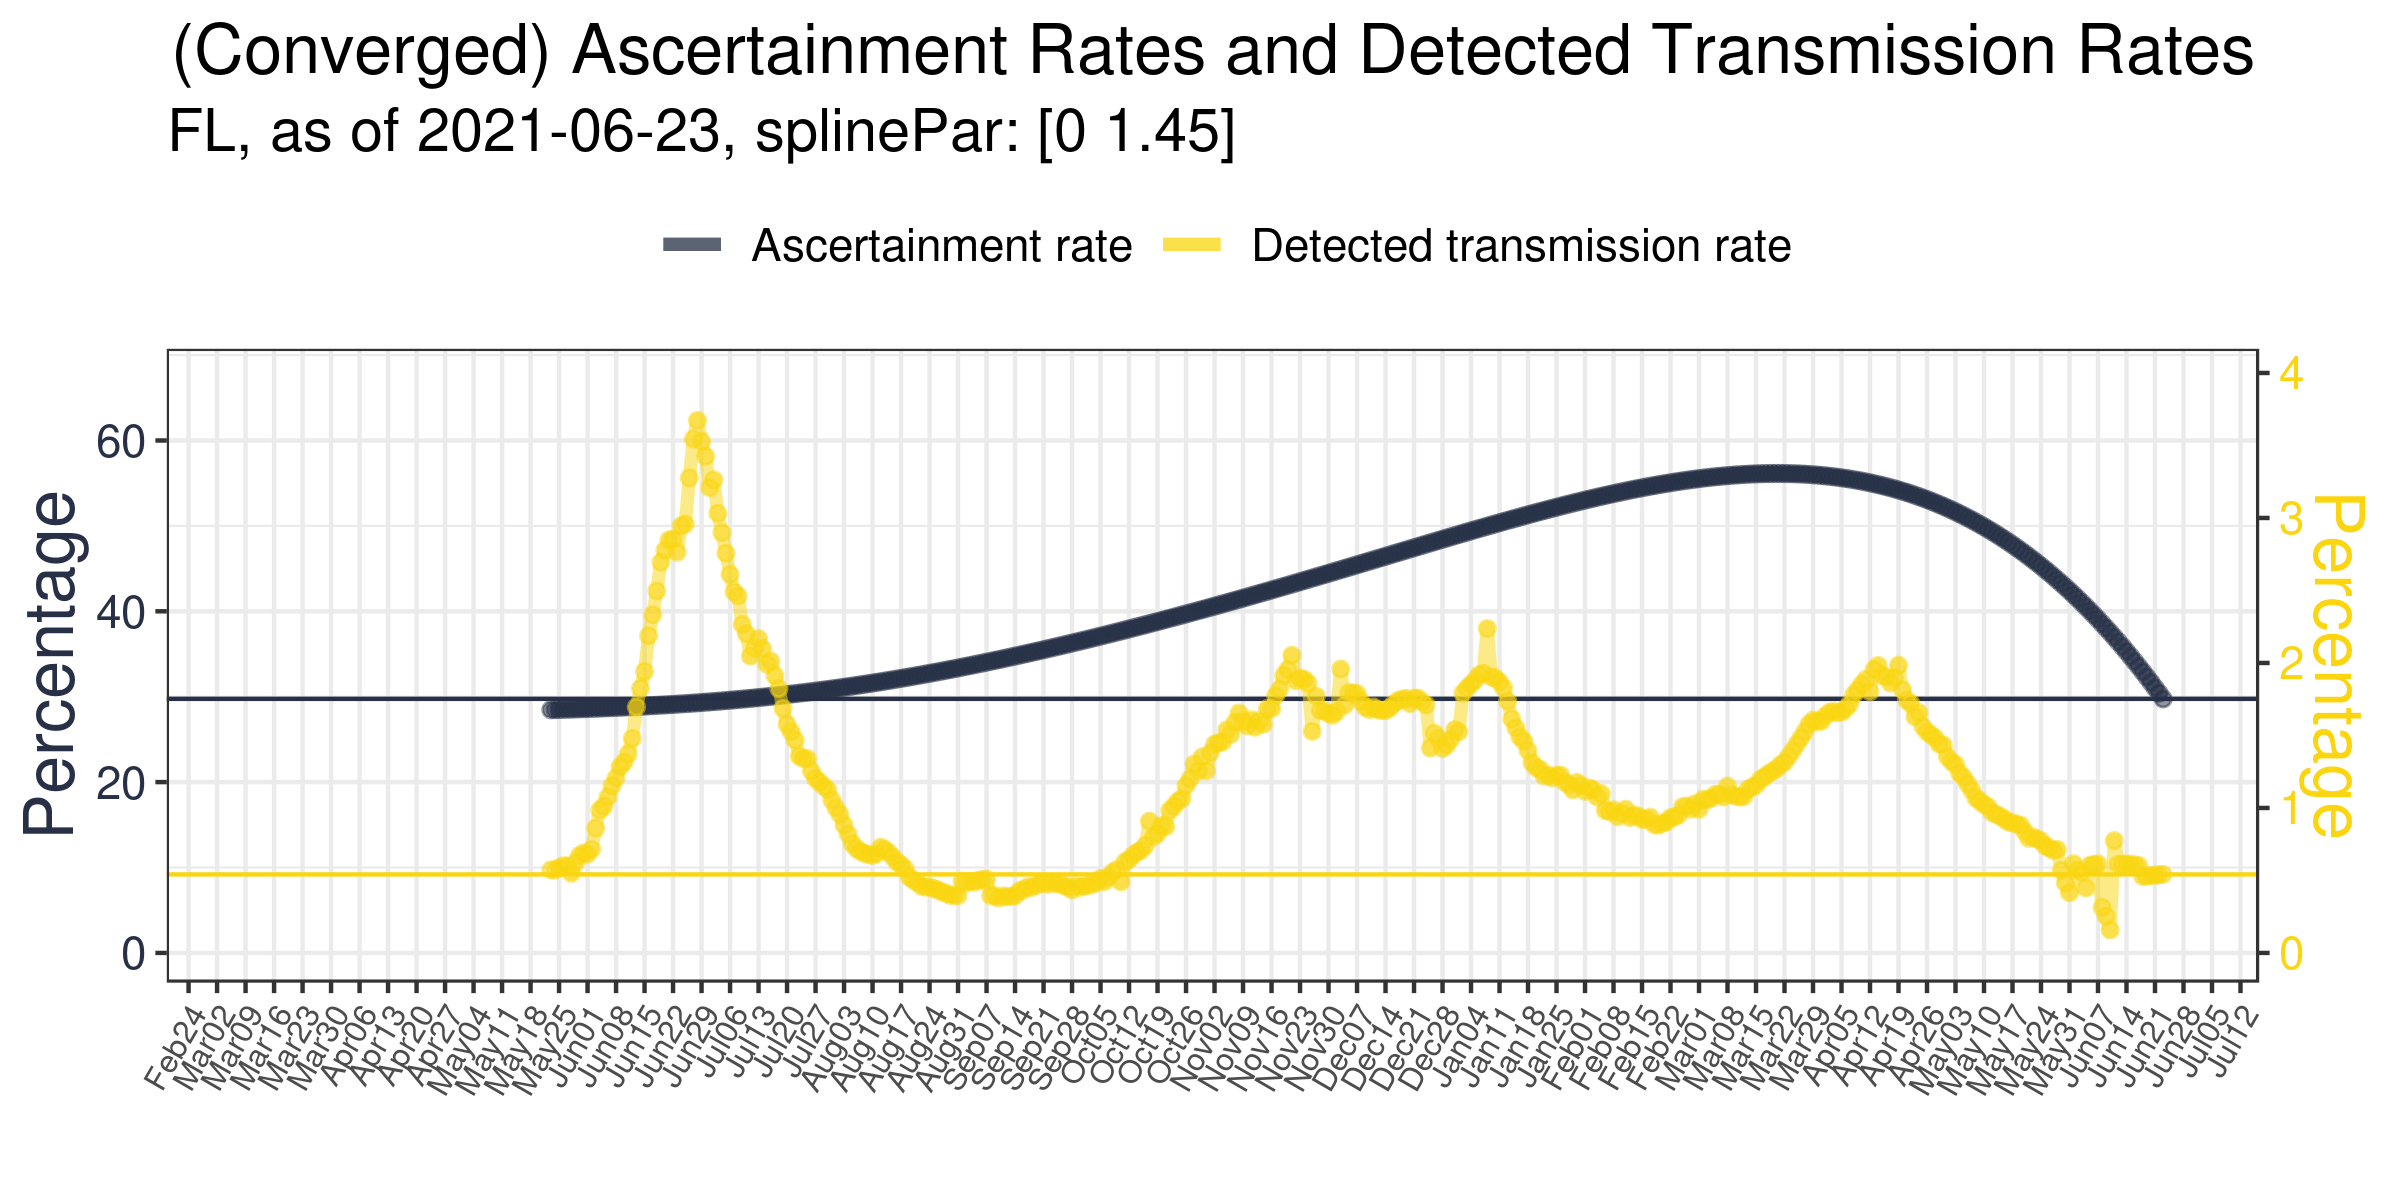 (Converged) Ascertainment Rates and Detected Transmission Rates
FL, as of 2021-06-23, splinePar: [0 1.45]
Ascertainment rate
Detected transmission rate
Percentage
60
40
20
0
4
3
2
1
0
Percentage
Feb24
Mar02
Mar09
Mar16
Mar23
Mar30
Apr06
Apr13
Apr20
Apr27
May04
May11
May18
May25
Jun01
Jun08
Jun15
Jun22
Jun29
Jul06
Jul13
Jul20
Jul27
Aug03
Aug10
Aug17
Aug24
Aug31
Sep07
Sep14
Sep21
Sep28
Oct05
Oct12
Oct19
Oct26
Nov02
Nov09
Nov16
Nov23
Nov30
Dec07
Dec14
Dec21
Dec28
Jan04
Jan11
Jan18
Jan25
Feb01
Feb08
Feb15
Feb22
Mar01
Mar08
Mar15
Mar22
Mar29
Apr05
Apr12
Apr19
Apr26
May03
May10
May17
May24
May31
Jun07
Jun14
Jun21
Jun28
Jul05
Jul12